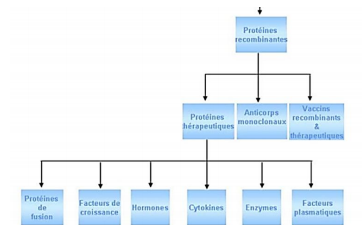 Protéines
recombinantes
Protéines
hérapeutiques
Anticorps
monoclonaux
Vaccins
recombinants
&
thérapeutiques
Protéines
de
fusion
Facteurs de
croissance
Hormones
Cytokines
Enzymes
Facteurs
plasmatiques